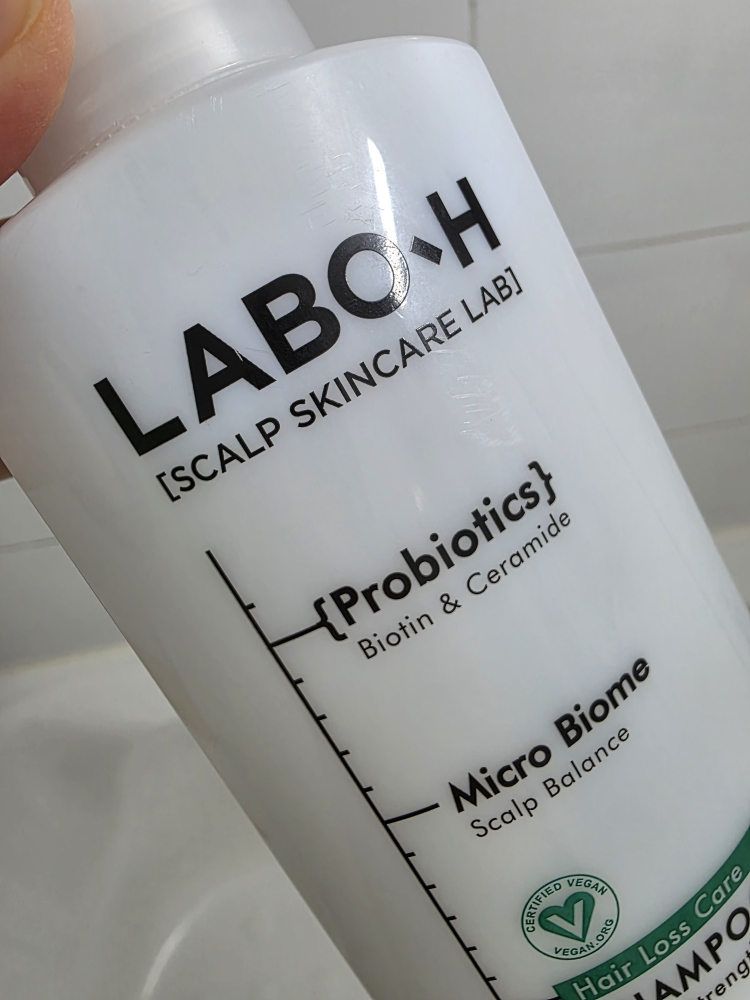 LABO-H
[SCALP SKINCARE LAB]
{Probiotics}
Biotin & Ceramide
Micro Biome
Scalp Balance
CERTIFIED VEGAN
VEGAN.ORG
Hair Loss Care